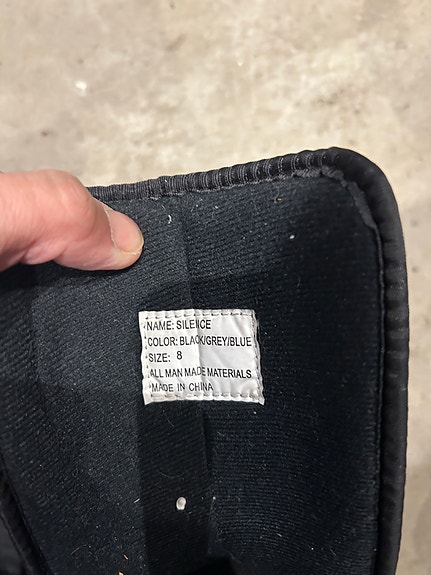 NAME: SILENCE
COLOR: BLACK/GREY/BLUE
SIZE: 8
ALL MAN MADE MATERIALS
MADE IN CHINA